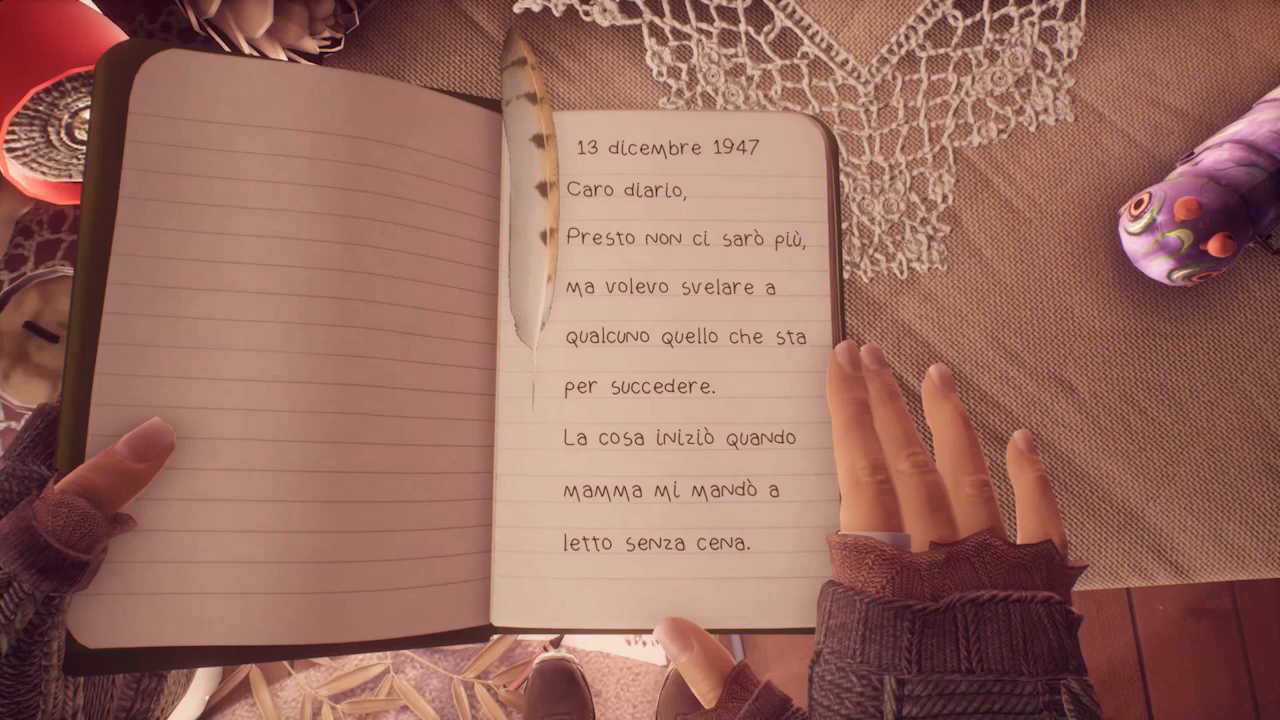 13 dicembre 1947
Caro diario,
Presto non ci sarò più,
ma volevo svelare a
qualcuno quello che sta
per succedere.
La cosa iniziò quando
mamma mi mandò a
letto senza cena.